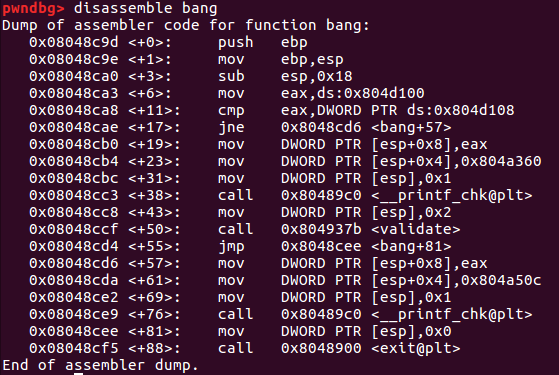 pwndbg> disassemble bang
Dump of assembler code for function bang:
   0x08048c9d <+0>:	push   ebp
   0x08048c9e <+1>:	mov    ebp,esp
   0x08048ca0 <+3>:	sub    esp,0x18
   0x08048ca3 <+6>:	mov    eax,ds:0x804d100
   0x08048ca8 <+11>:	cmp    eax,DWORD PTR ds:0x804d108
   0x08048cae <+17>:	jne    0x8048cd6 <bang+57>
   0x08048cb0 <+19>:	mov    DWORD PTR [esp+0x8],eax
   0x08048cb4 <+23>:	mov    DWORD PTR [esp+0x4],0x804a360
   0x08048cbc <+31>:	mov    DWORD PTR [esp],0x1
   0x08048cc3 <+38>:	call   0x80489c0 <__printf_chk@plt>
   0x08048cc8 <+43>:	mov    DWORD PTR [esp],0x2
   0x08048ccf <+50>:	call   0x804937b <validate>
   0x08048cd4 <+55>:	jmp    0x8048cee <bang+81>
   0x08048cd6 <+57>:	mov    DWORD PTR [esp+0x8],eax
   0x08048cda <+61>:	mov    DWORD PTR [esp+0x4],0x804a50c
   0x08048ce2 <+69>:	mov    DWORD PTR [esp],0x1
   0x08048ce9 <+76>:	call   0x80489c0 <__printf_chk@plt>
   0x08048cee <+81>:	mov    DWORD PTR [esp],0x0
   0x08048cf5 <+88>:	call   0x8048900 <exit@plt>
End of assembler dump.